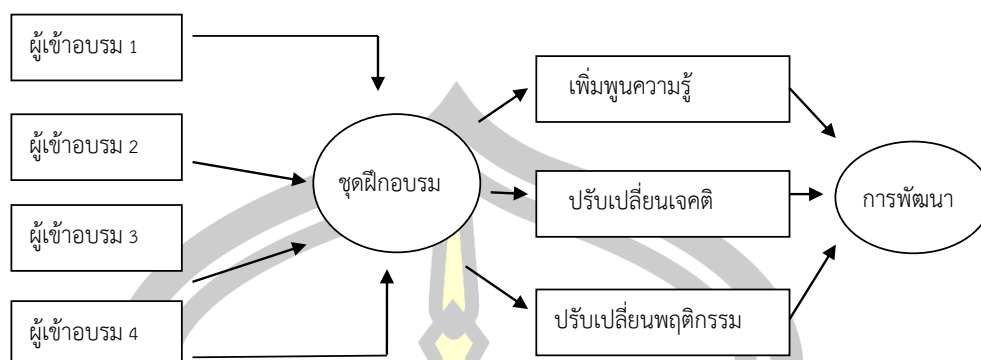 ผู้เข้าอบรม 1
ผู้เข้าอบรม 2
ผู้เข้าอบรม 3
ผู้เข้าอบรม 4
ชุดฝึกอบรม
เพิ่มพูนความรู้
ปรับเปลี่ยนเจคติ
ปรับเปลี่ยนพฤติกรรม
การพัฒนา